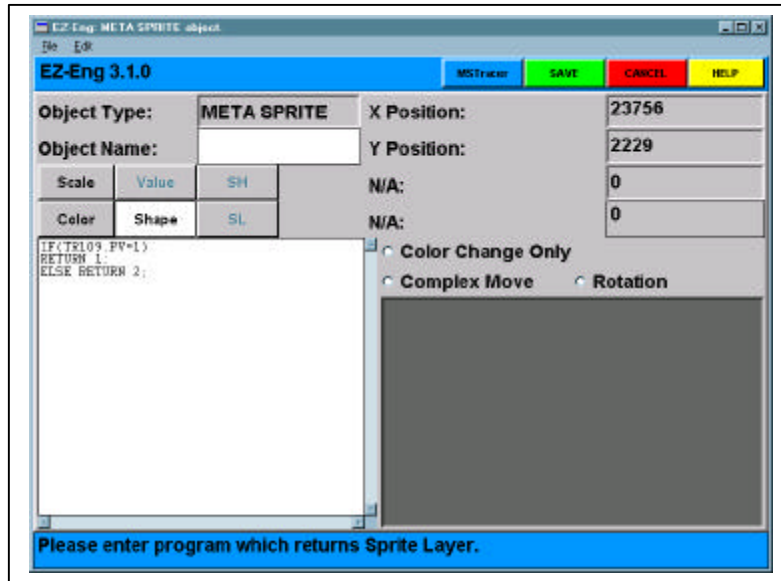 EZ-Eng: META SPRITE object.
File Edit
EZ-Eng 3.1.0
MSTracer SAVE CANCEL HELP
Object Type: META SPRITE X Position: 23756
Object Name: Y Position: 2229
Scale Value SH N/A: 0
Color Shape SL N/A: 0
IF(TR109.PV=1)
RETURN 1;
ELSE RETURN 2;
Color Change Only
Complex Move Rotation
Please enter program which returns Sprite Layer.